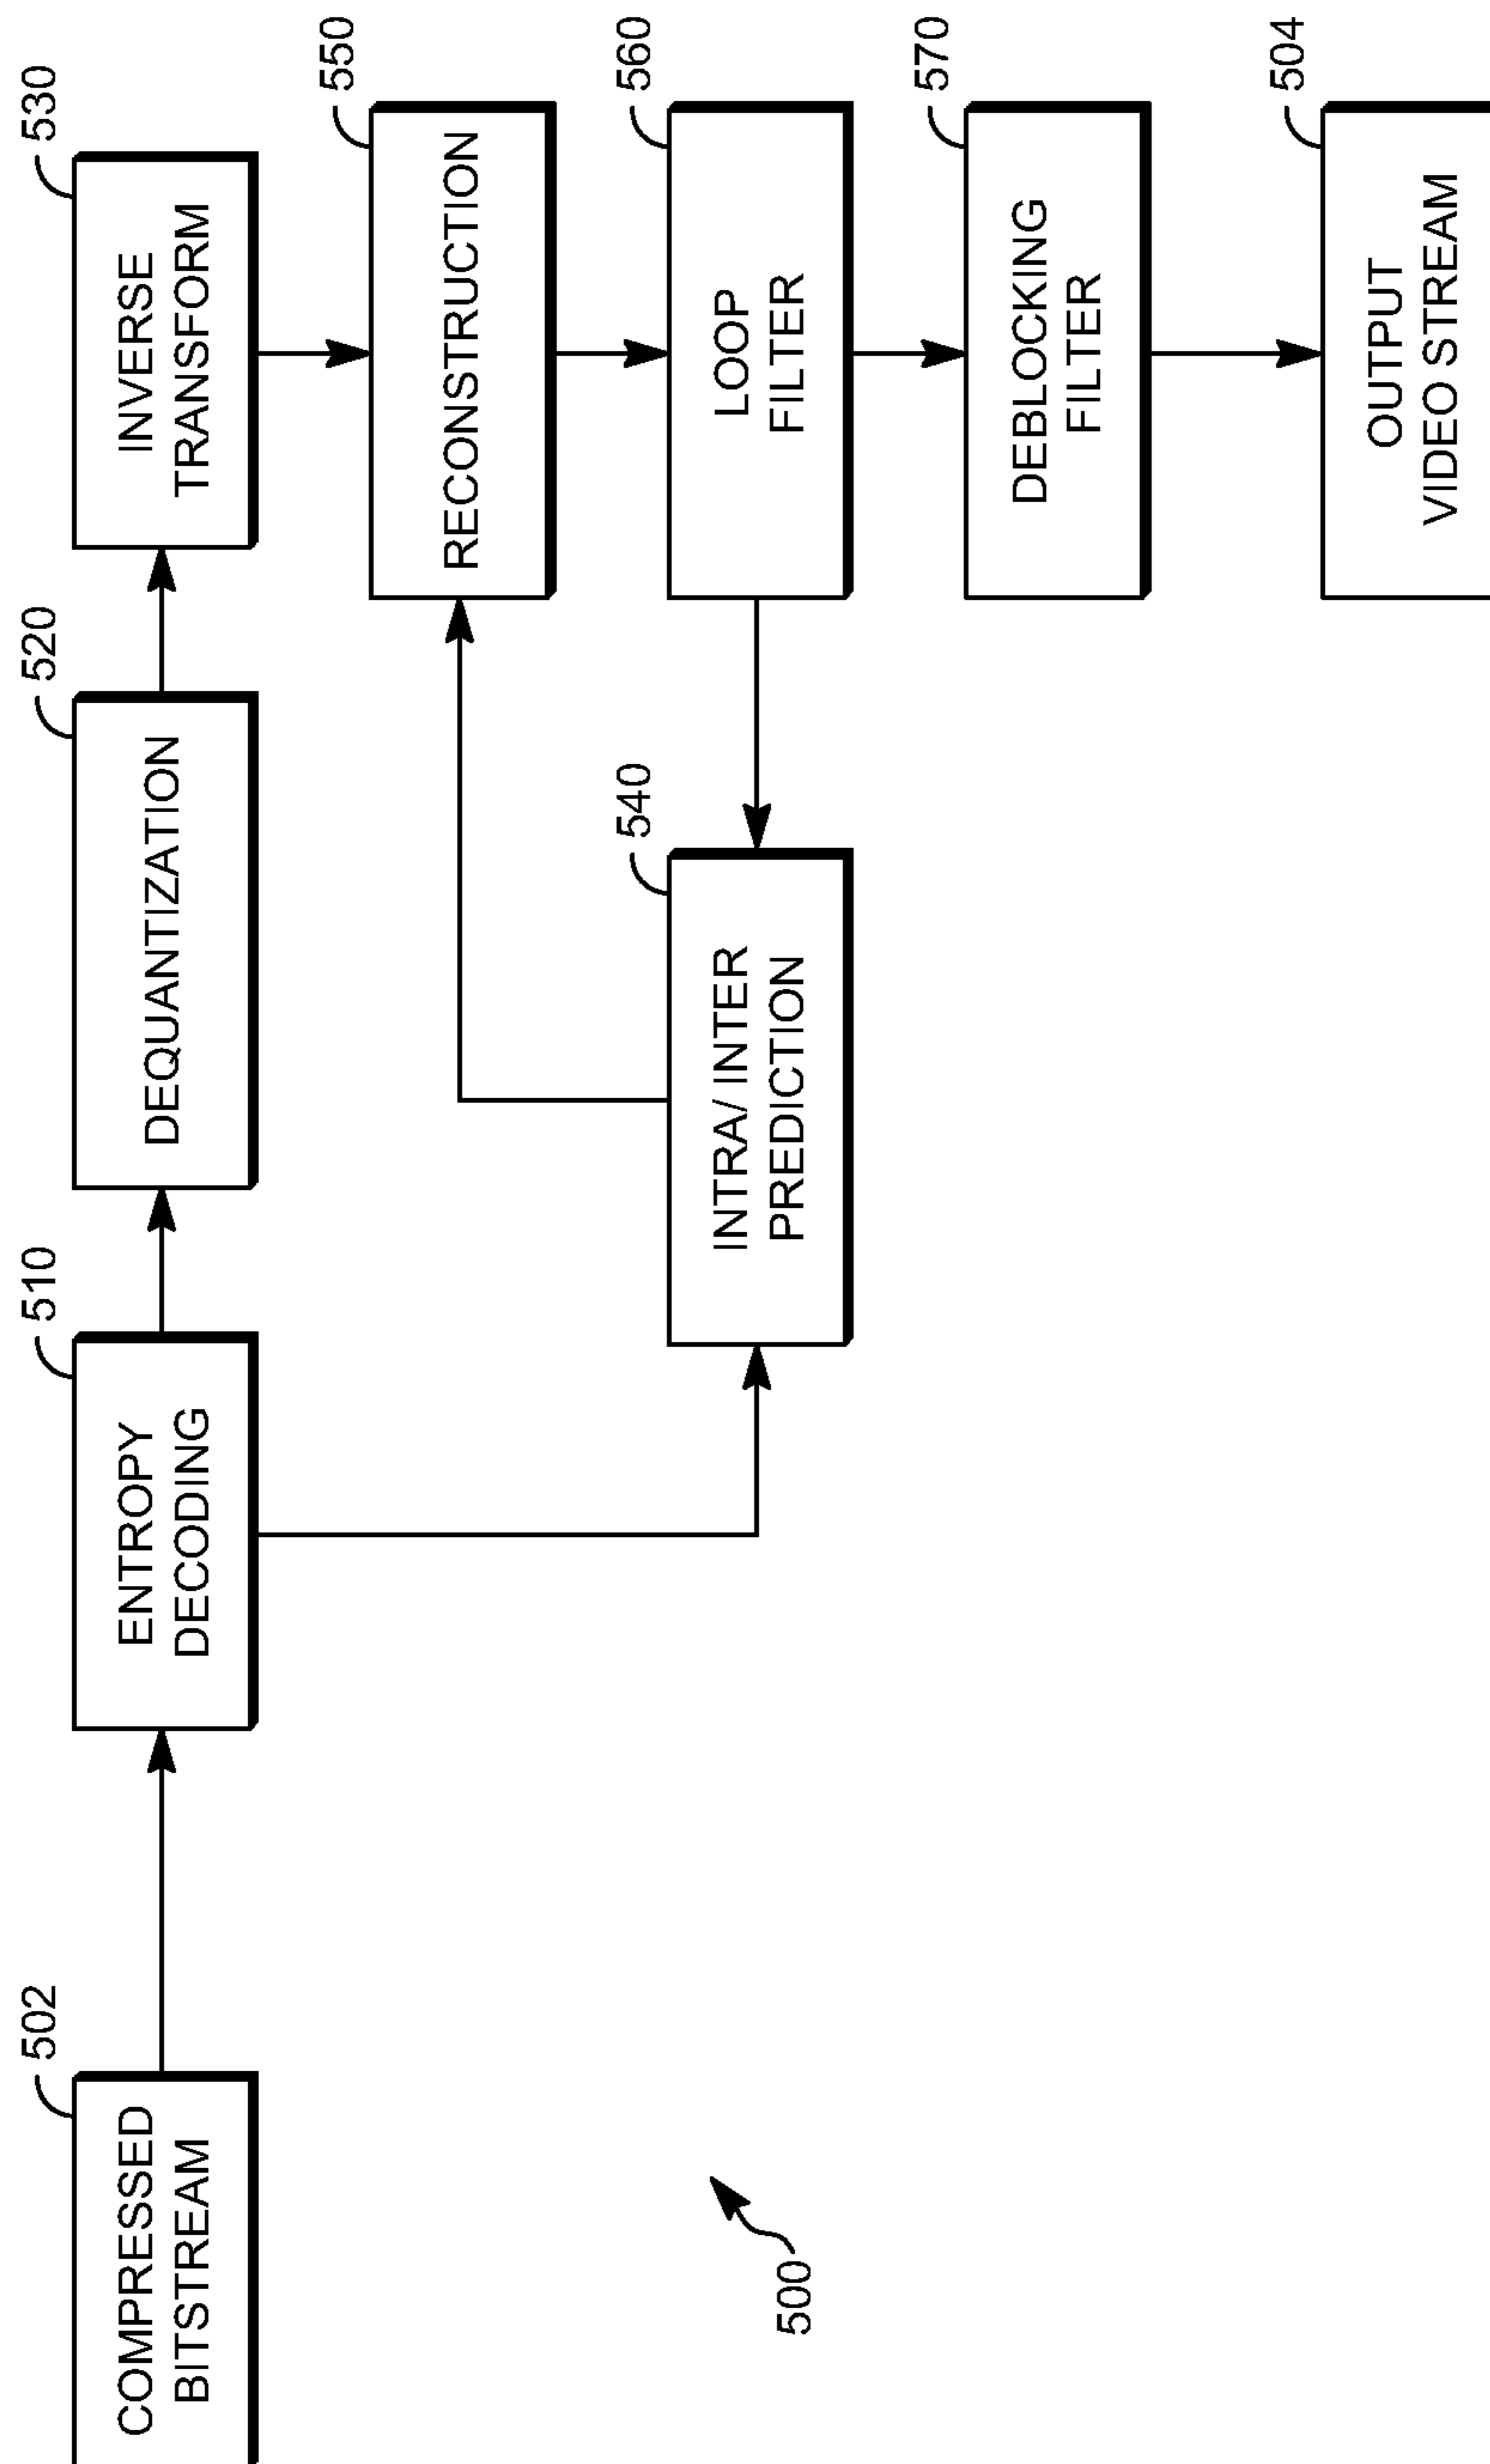 502
COMPRESSED
BITSTREAM
510
ENTROPY
DECODING
520
DEQUANTIZATION
530
INVERSE
TRANSFORM
550
RECONSTRUCTION
540
INTRA/ INTER
PREDICTION
560
LOOP
FILTER
570
DEBLOCKING
FILTER
504
OUTPUT
VIDEO STREAM
500